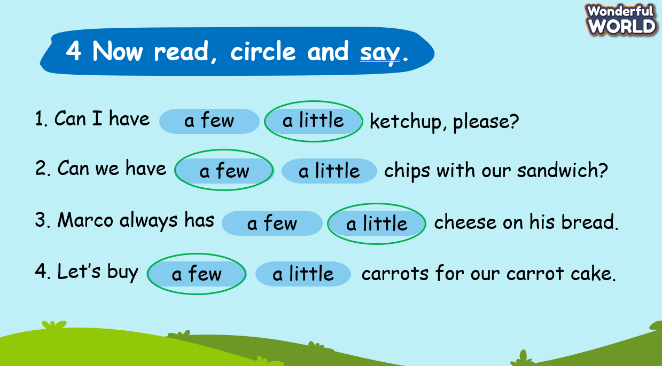 Wonderful
WORLD
4 Now read, circle and say.
1. Can I have a few a little ketchup, please?
2. Can we have a few a little chips with our sandwich?
3. Marco always has a few a little cheese on his bread.
4. Let's buy a few a little carrots for our carrot cake.